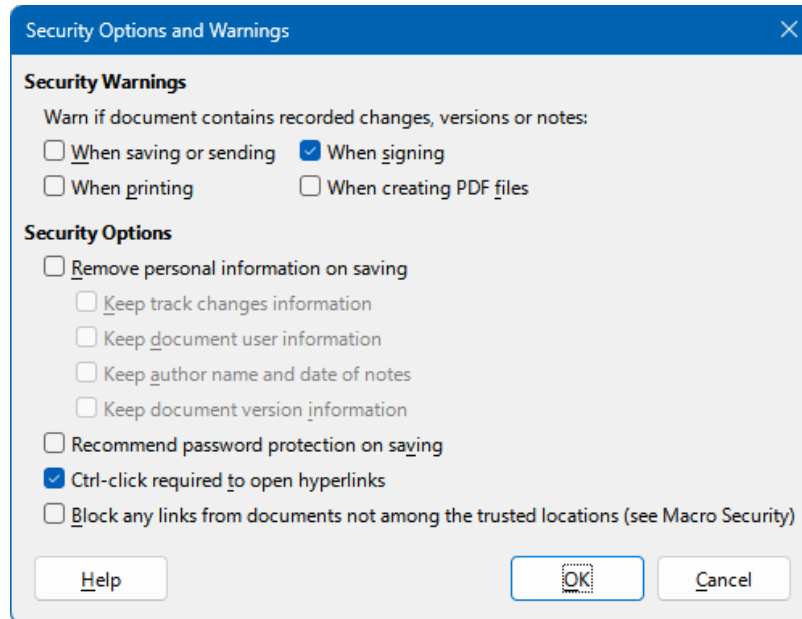 Security Options and Warnings
Security Warnings
Warn if document contains recorded changes, versions or notes:
When saving or sending When signing
When printing When creating PDF files
Security Options
Remove personal information on saving
Keep track changes information
Keep document user information
Keep author name and date of notes
Keep document version information
Recommend password protection on saving
Ctrl-click required to open hyperlinks
Block any links from documents not among the trusted locations (see Macro Security)
Help OK Cancel